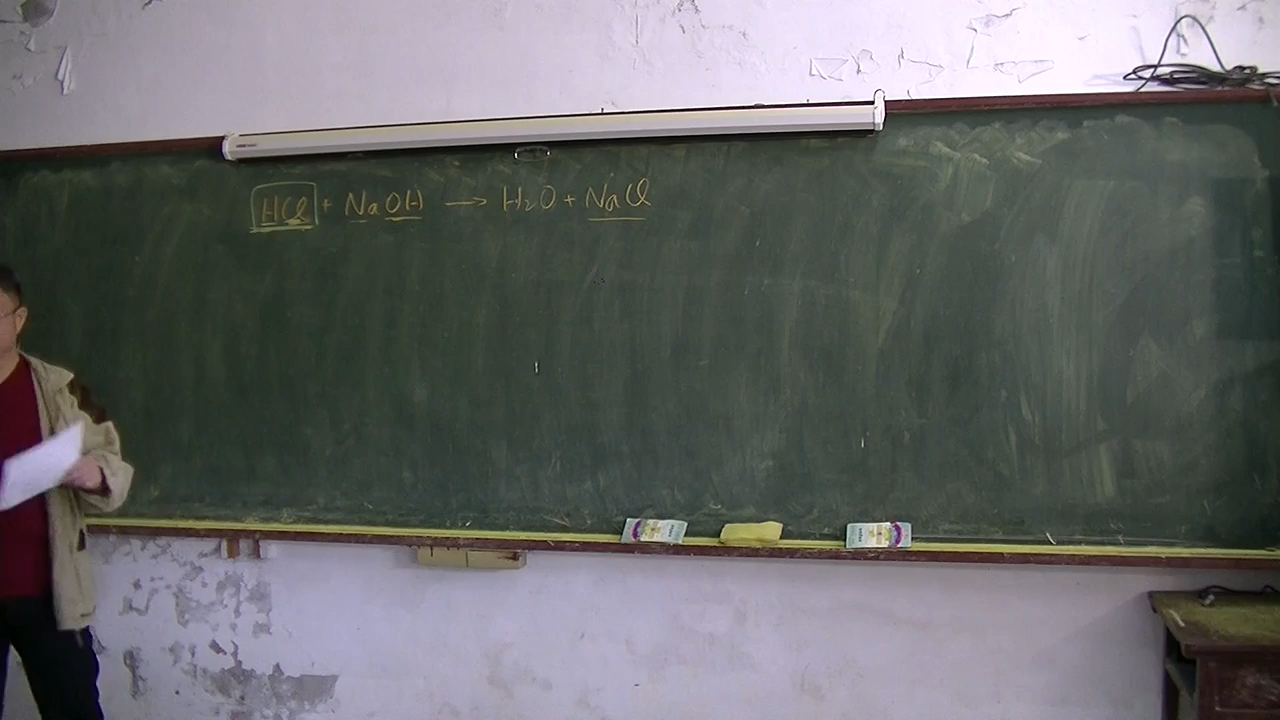 HCl + NaOH → H2O + NaCl